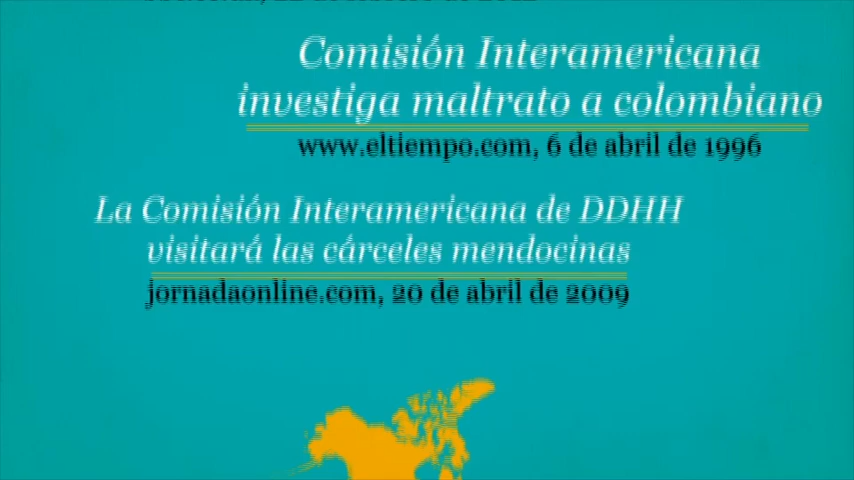 Comisión Interamericana
investiga maltrato a colombiano
www.eltiempo.com, 6 de abril de 1996
La Comisión Interamericana de DDHH
visitará las cárceles mendocinas
jornadaonline.com, 20 de abril de 2009